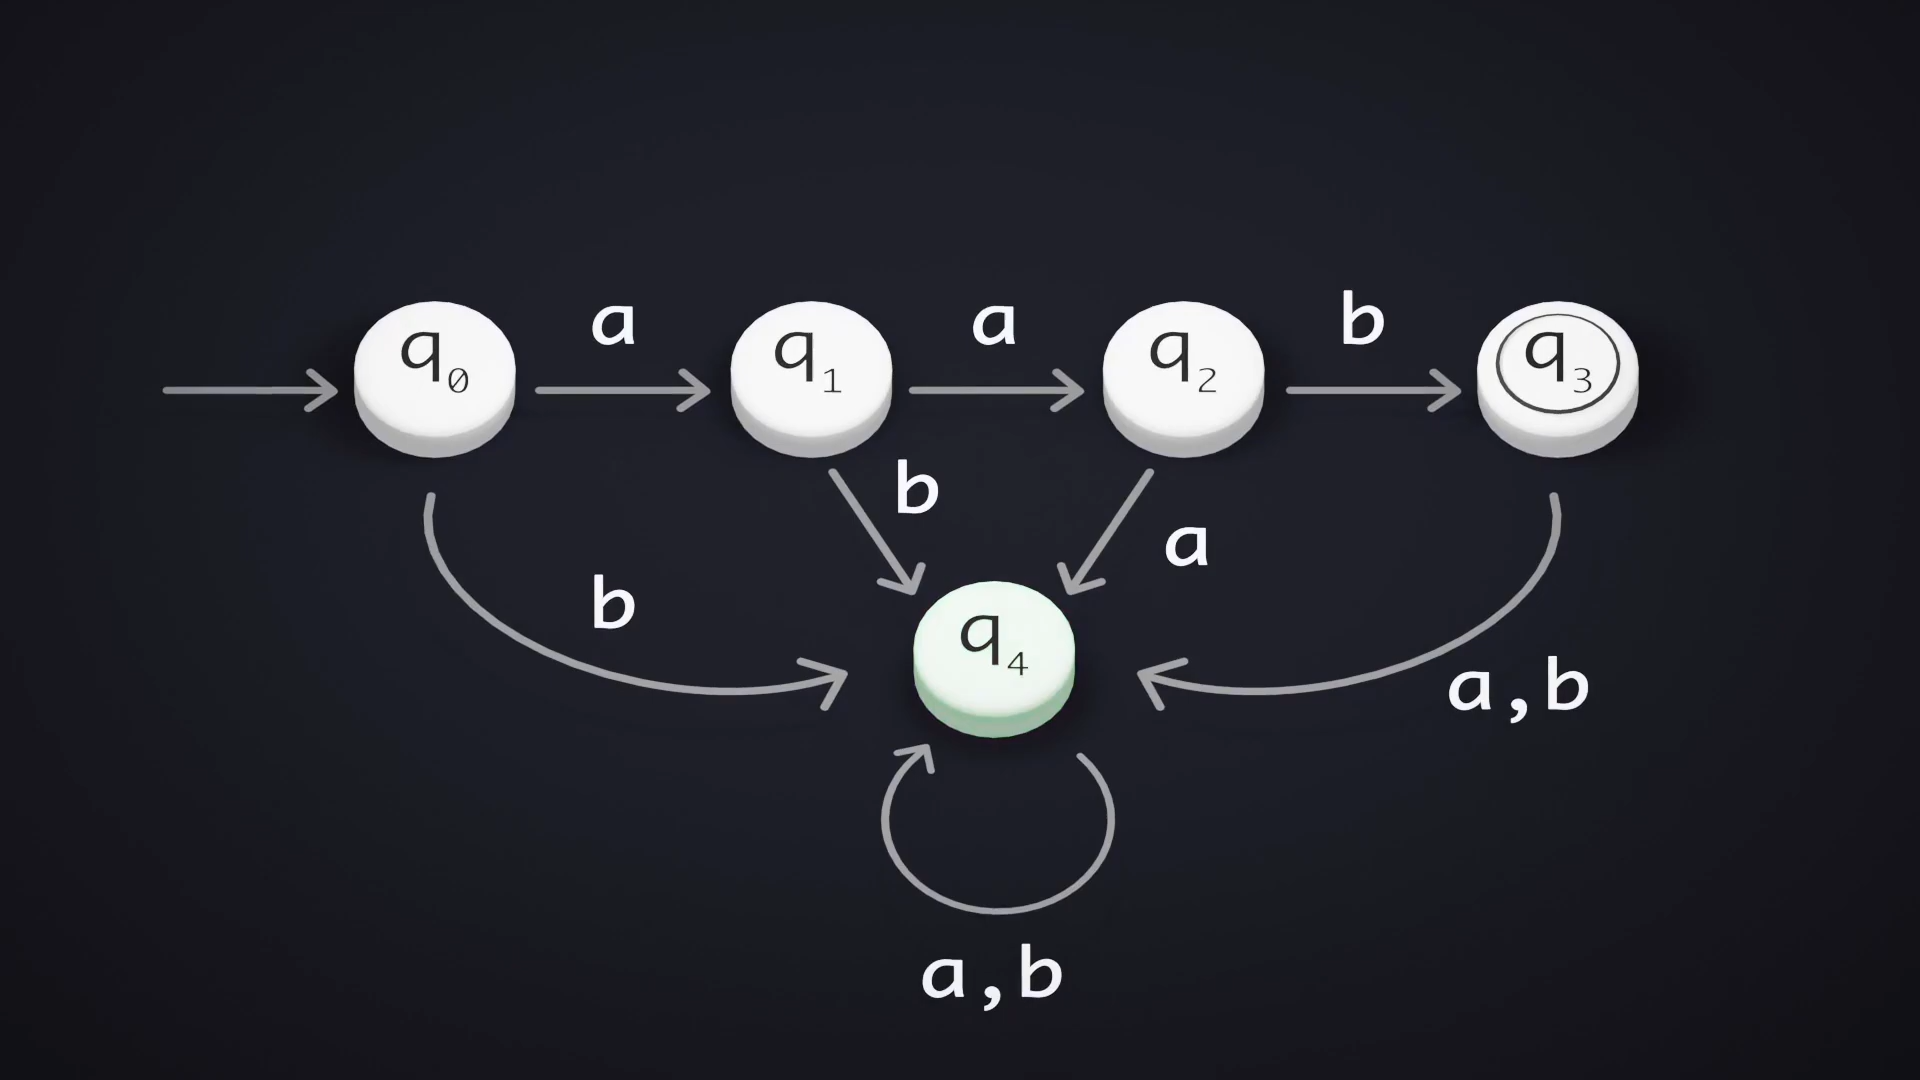 q₀ a q₁ a q₂ b q₃
b
a
b
q₄
a,b
a,b